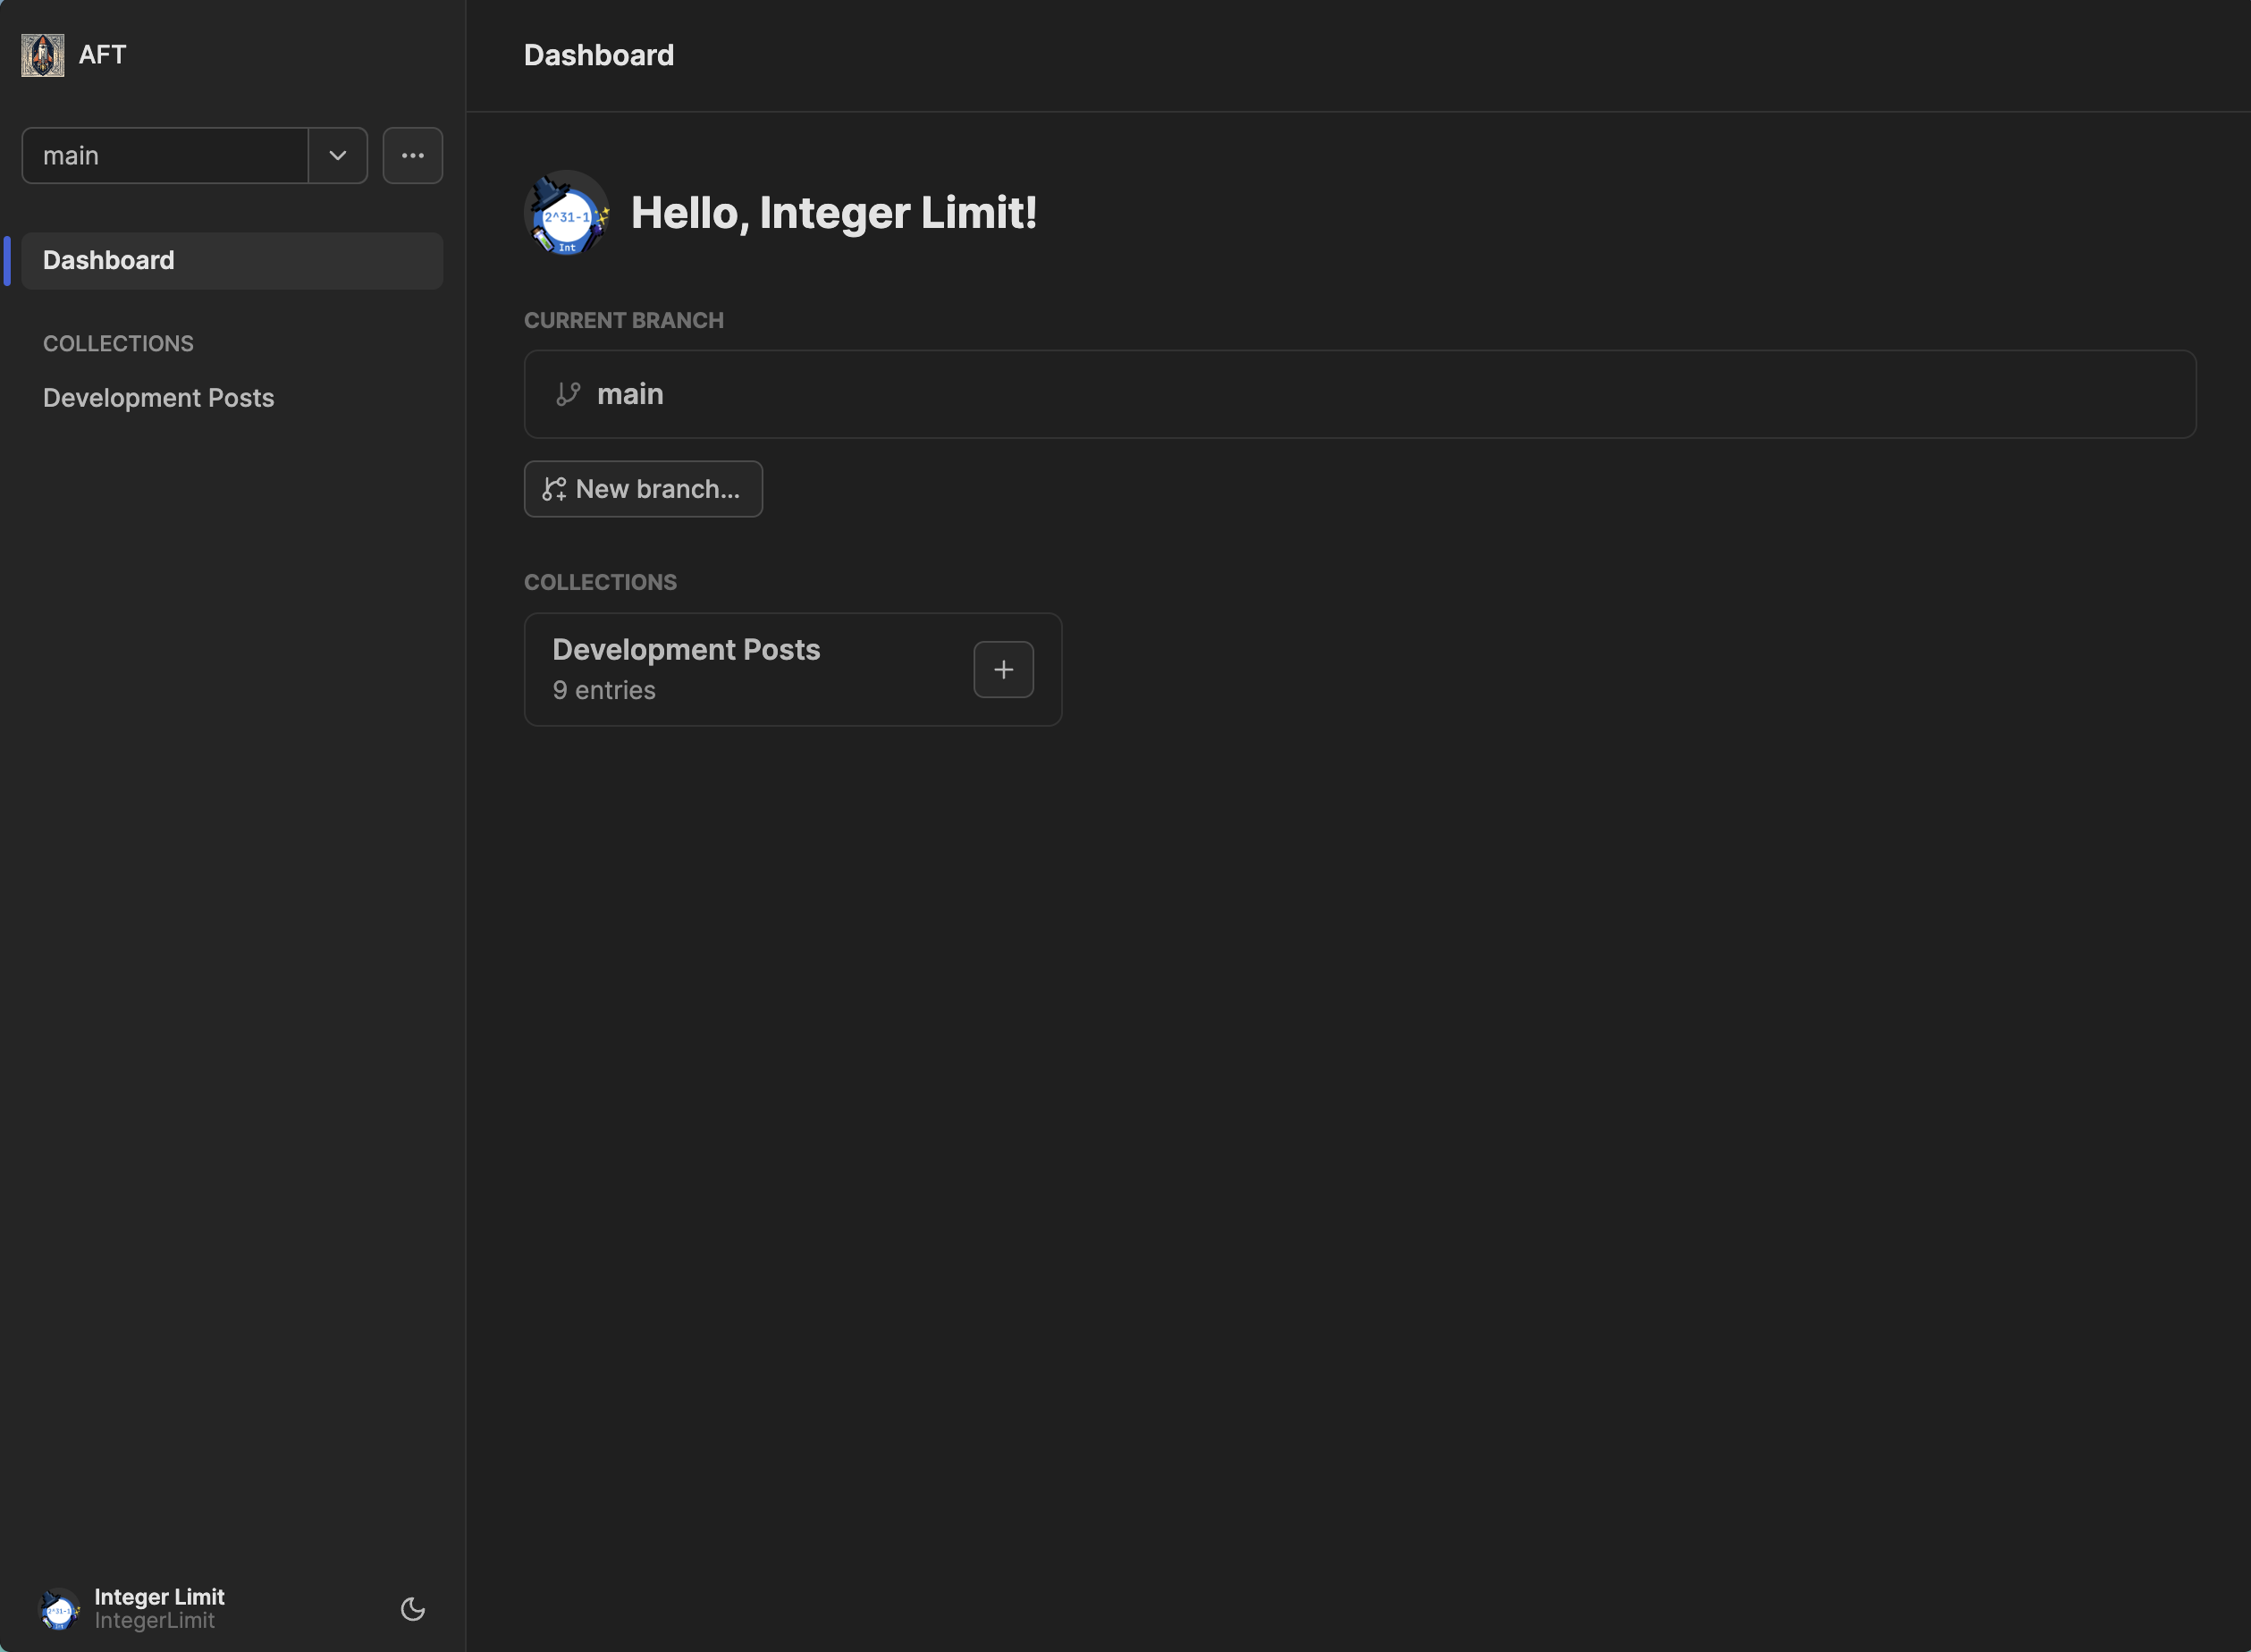 AFT
main
Dashboard
COLLECTIONS
Development Posts
Integer Limit
IntegerLimit
Dashboard
2^31-1
Int
Hello, Integer Limit!
CURRENT BRANCH
main
New branch...
COLLECTIONS
Development Posts
9 entries